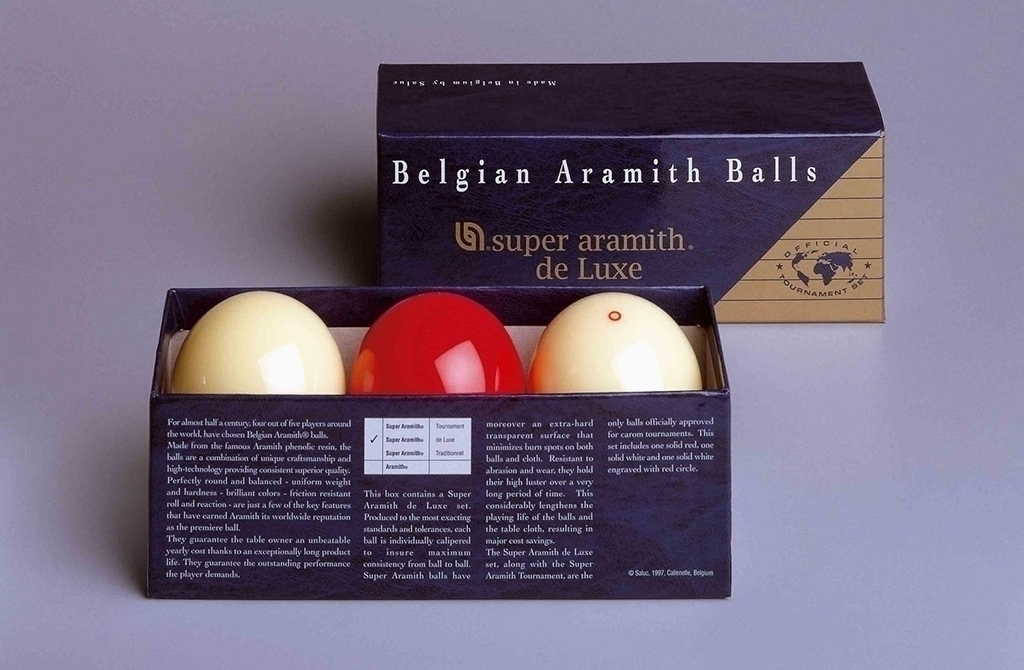 Made in Belgium by Saluc
Belgian Aramith Balls
super aramith®
de Luxe
OFFICIAL
TOURNAMENT SET
For almost half a century, four out of five players around
the world, have chosen Belgian Aramith® balls.
Made from the famous Aramith phenolic resin, the
balls are a combination of unique craftsmanship and
high-technology providing consistent superior quality.
Perfectly round and balanced - uniform weight
and hardness - brilliant colors - friction resistant
roll and reaction - are just a few of the key features
that have earned Aramith its worldwide reputation
as the premiere ball.
They guarantee the table owner an unbeatable
yearly cost thanks to an exceptionally long product
life. They guarantee the outstanding performance
the player demands.
Super Aramith® Tournament
✓ Super Aramith® de Luxe
Super Aramith® Traditionnel
Aramith®
This box contains a Super
Aramith de Luxe set.
Produced to the most exacting
standards and tolerances, each
ball is individually calipered
to insure maximum
consistency from ball to ball.
Super Aramith balls have
moreover an extra-hard
transparent surface that
minimizes burn spots on both
balls and cloth. Resistant to
abrasion and wear, they hold
their high luster over a very
long period of time. This
considerably lengthens the
playing life of the balls and
the table cloth, resulting in
major cost savings.
The Super Aramith de Luxe
set, along with the Super
Aramith Tournament, are the
only balls officially approved
for carom tournaments. This
set includes one solid red, one
solid white and one solid white
engraved with red circle.
© Saluc, 1997, Callenelle, Belgium